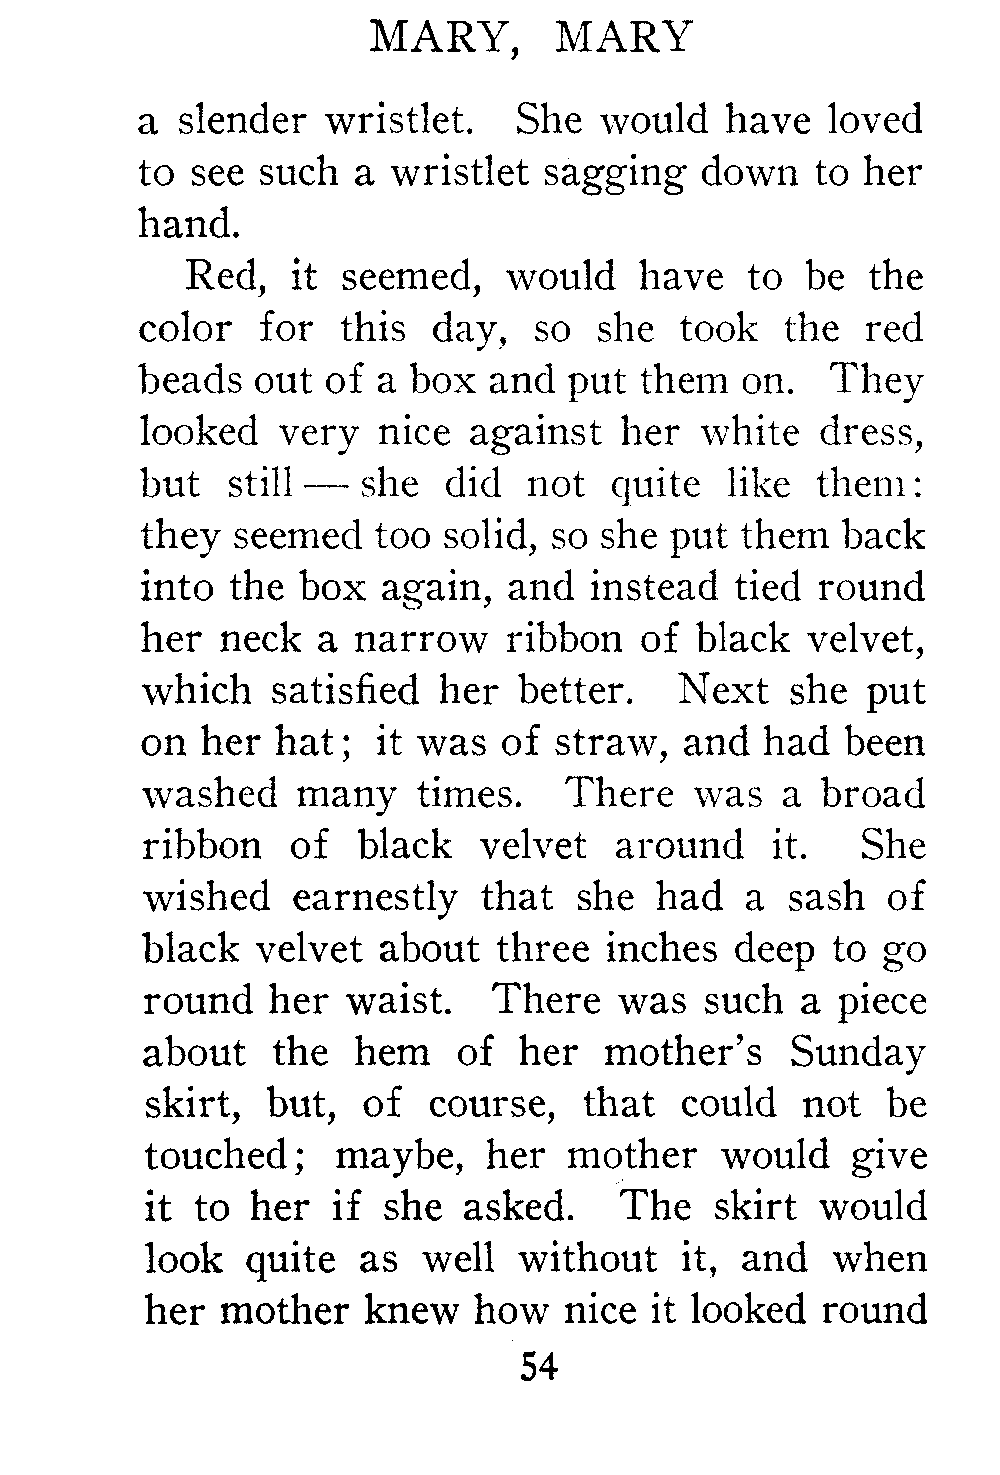 MARY, MARY
a slender wristlet. She would have loved
to see such a wristlet sagging down to her
hand.
Red, it seemed, would have to be the
color for this day, so she took the red
beads out of a box and put them on. They
looked very nice against her white dress,
but still — she did not quite like them:
they seemed too solid, so she put them back
into the box again, and instead tied round
her neck a narrow ribbon of black velvet,
which satisfied her better. Next she put
on her hat; it was of straw, and had been
washed many times. There was a broad
ribbon of black velvet around it. She
wished earnestly that she had a sash of
black velvet about three inches deep to go
round her waist. There was such a piece
about the hem of her mother's Sunday
skirt, but, of course, that could not be
touched; maybe, her mother would give
it to her if she asked. The skirt would
look quite as well without it, and when
her mother knew how nice it looked round
54